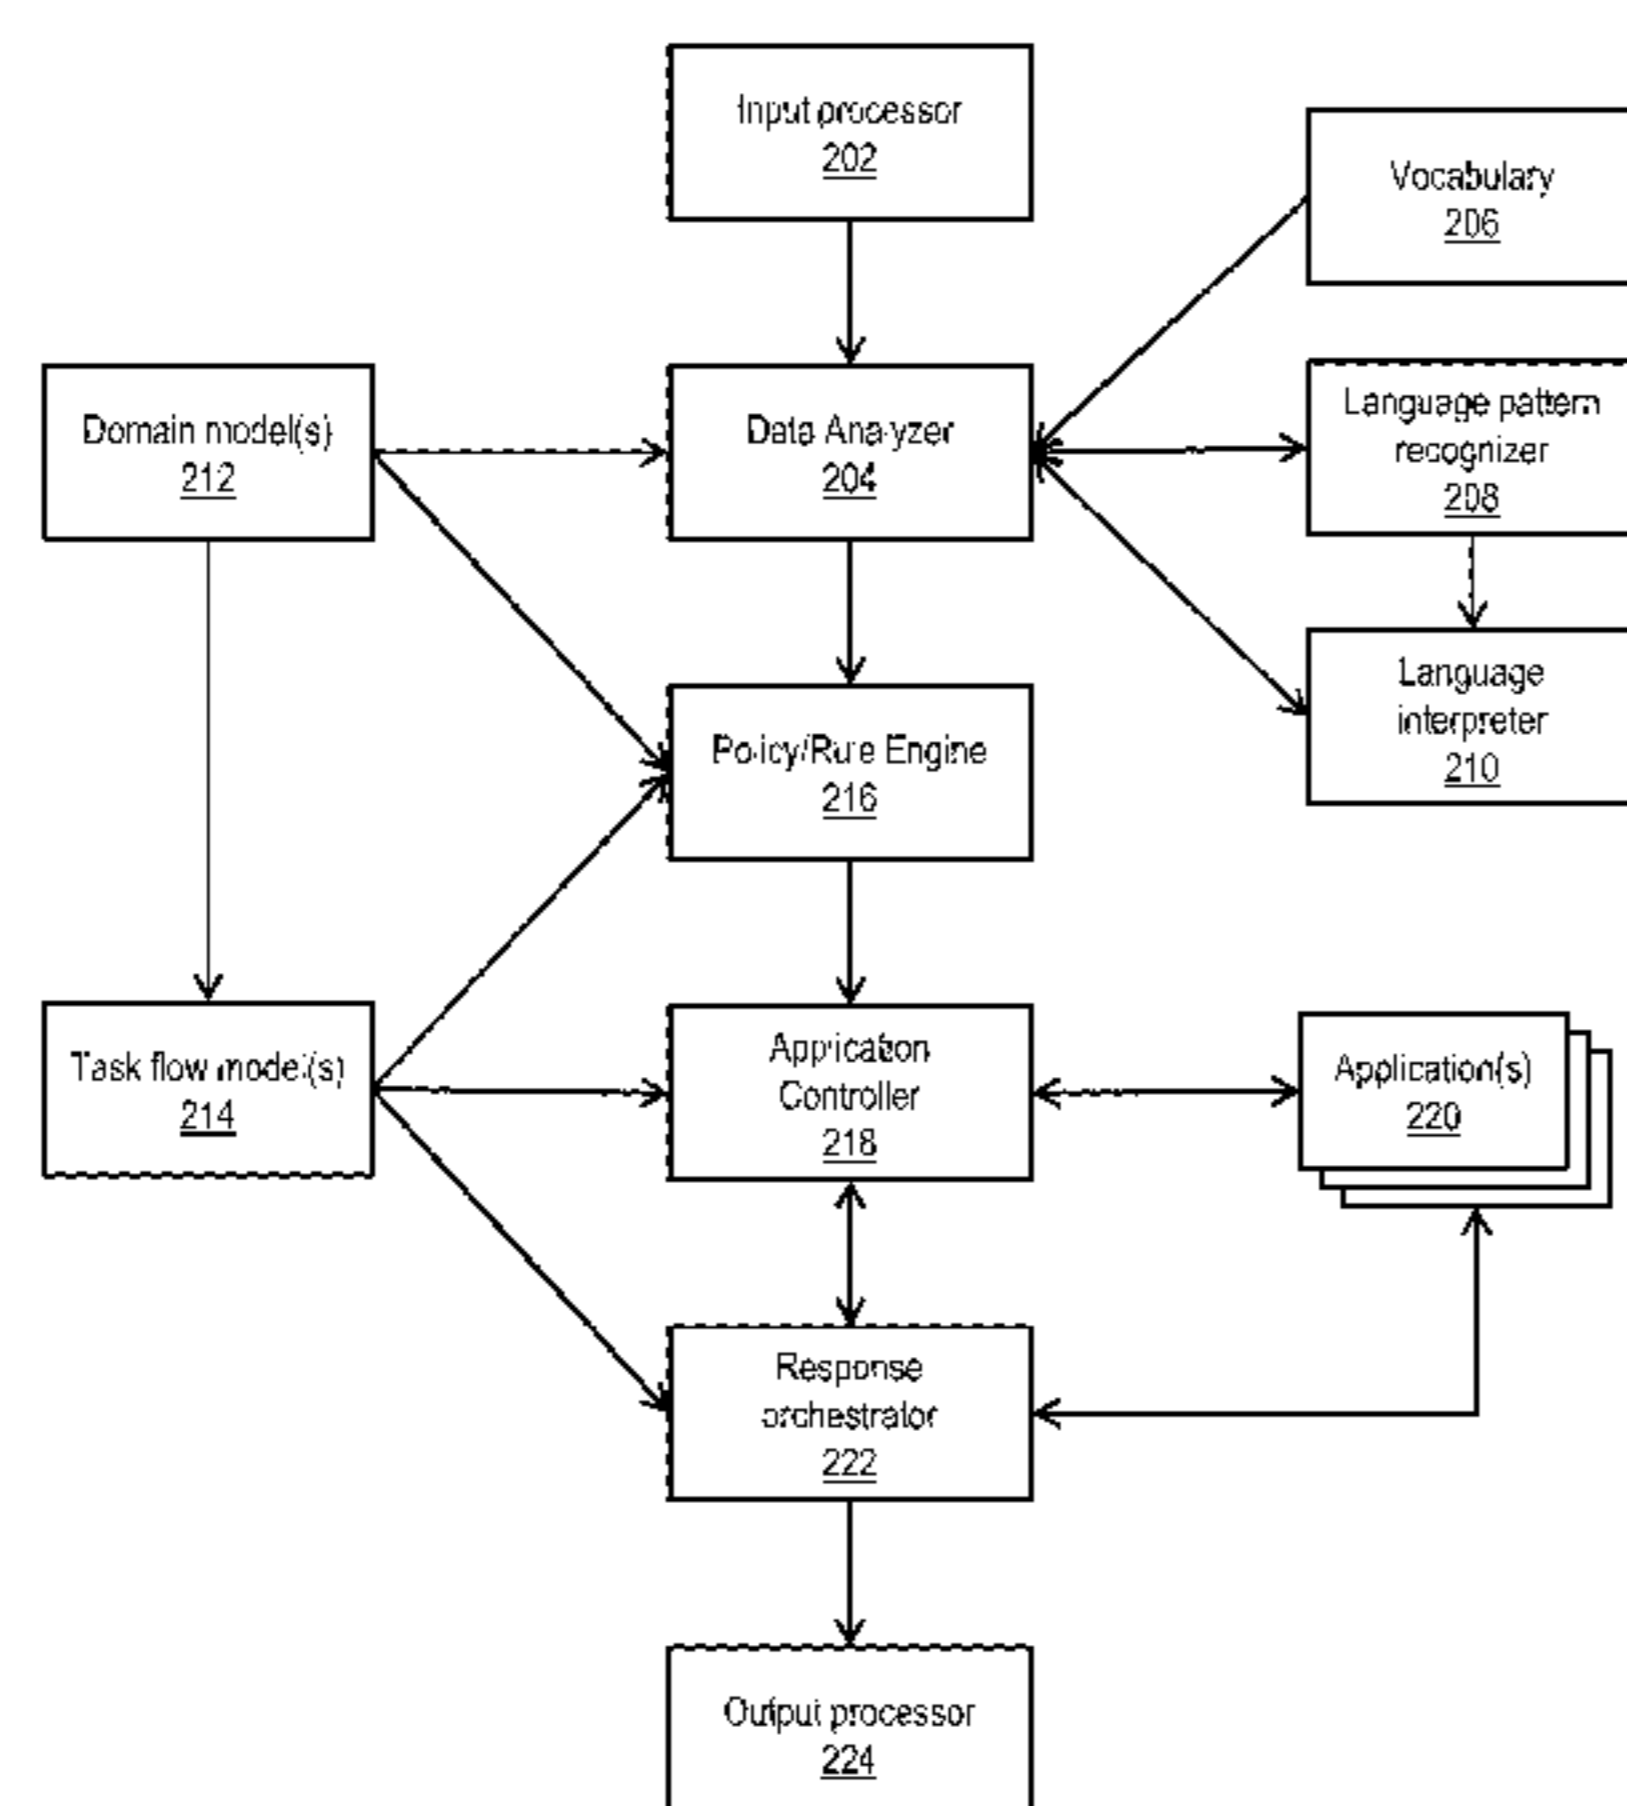 Input processor
202
Vocabulary
206
Domain model(s)
212
Data Analyzer
204
Language pattern
recognizer
208
Language
interpreter
210
Policy/Rule Engine
216
Task flow model(s)
214
Application
Controller
218
Application(s)
220
Response
orchestrator
222
Output processor
224